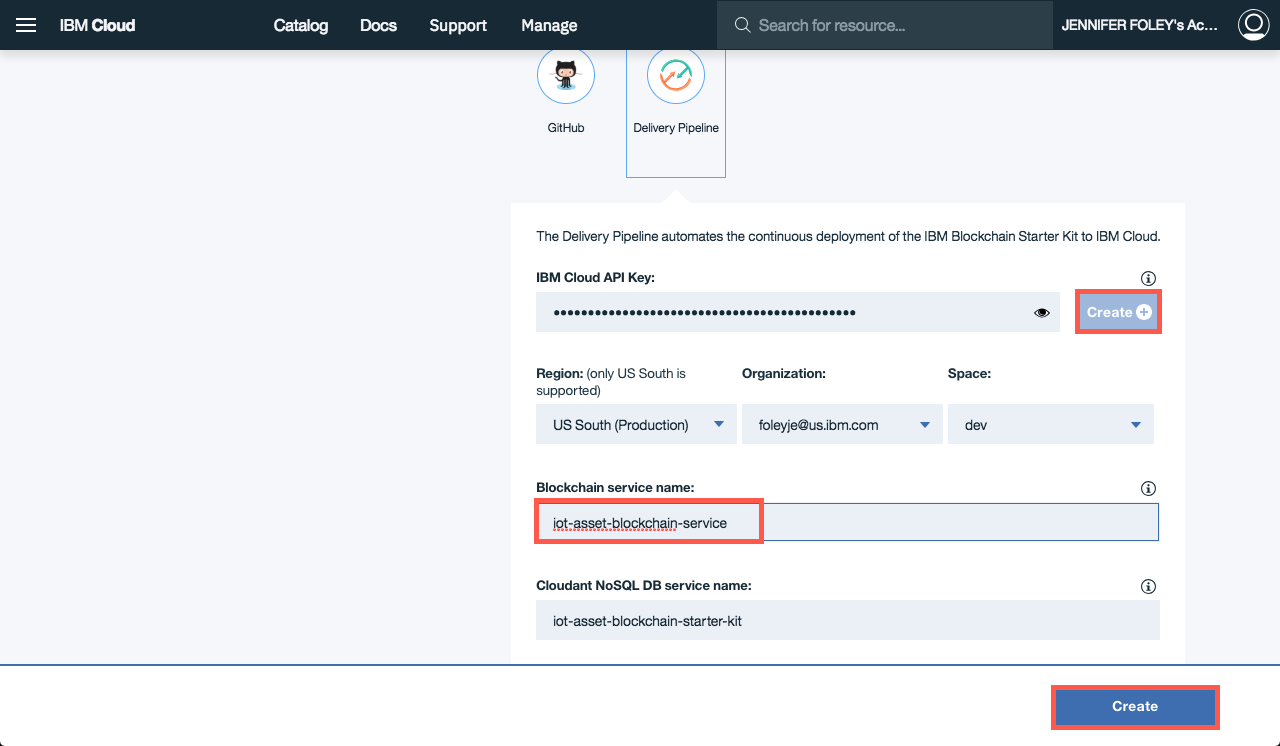 IBM Cloud Catalog Docs Support Manage Search for resource... JENNIFER FOLEY's Ac...
GitHub Delivery Pipeline
The Delivery Pipeline automates the continuous deployment of the IBM Blockchain Starter Kit to IBM Cloud.
IBM Cloud API Key:
•••••••••••••••••••••••••••••••••••••••••••• Create
Region: (only US South is Organization: Space:
supported)
US South (Production) foleyje@us.ibm.com dev
Blockchain service name:
iot-asset-blockchain-service
Cloudant NoSQL DB service name:
iot-asset-blockchain-starter-kit
Create